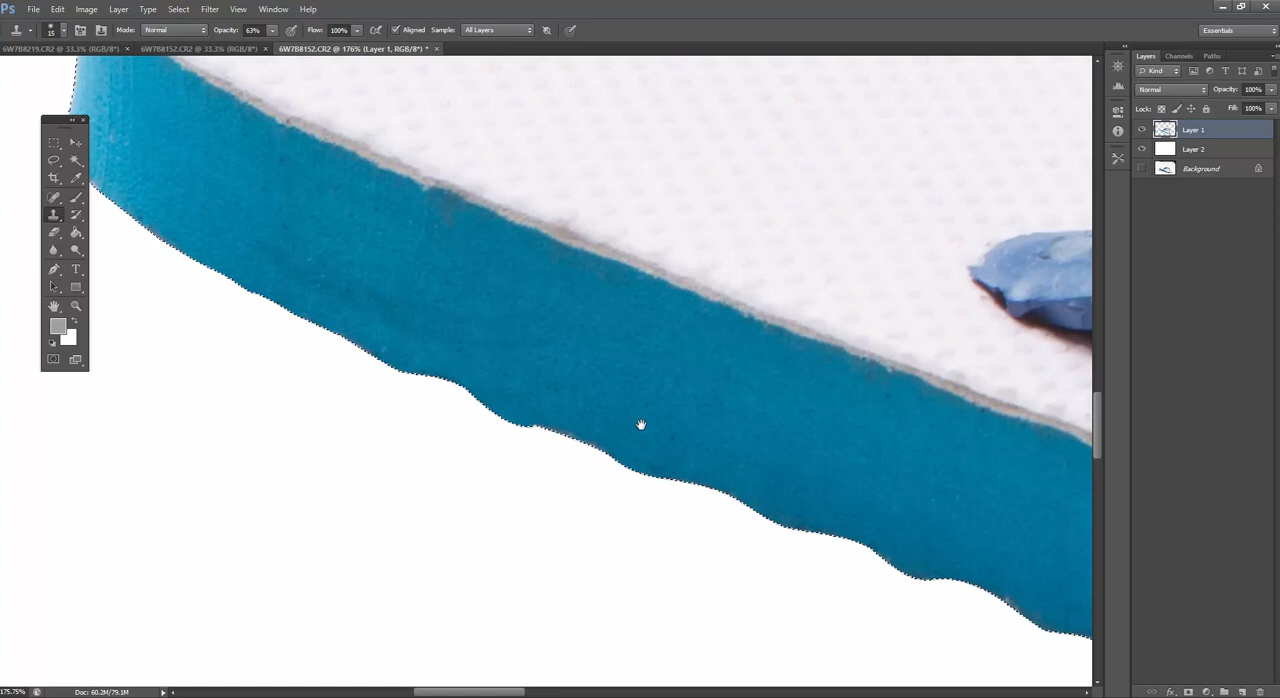 Ps File Edit Image Layer Type Select Filter View Window Help
15 Mode: Normal Opacity: 63% Flow: 100% Aligned Sample: All Layers Essentials
6W7B8219.CR2 @ 33.3% (RGB/8*) × 6W7B8152.CR2 @ 33.3% (RGB/8*) × 6W7B8152.CR2 @ 176% (Layer 1, RGB/8*) * ×
Layers Channels Paths
Kind T
Normal Opacity: 100%
Lock: Fill: 100%
Layer 1
Layer 2
Background
T
fx
175.75% Doc: 60.2M/79.1M